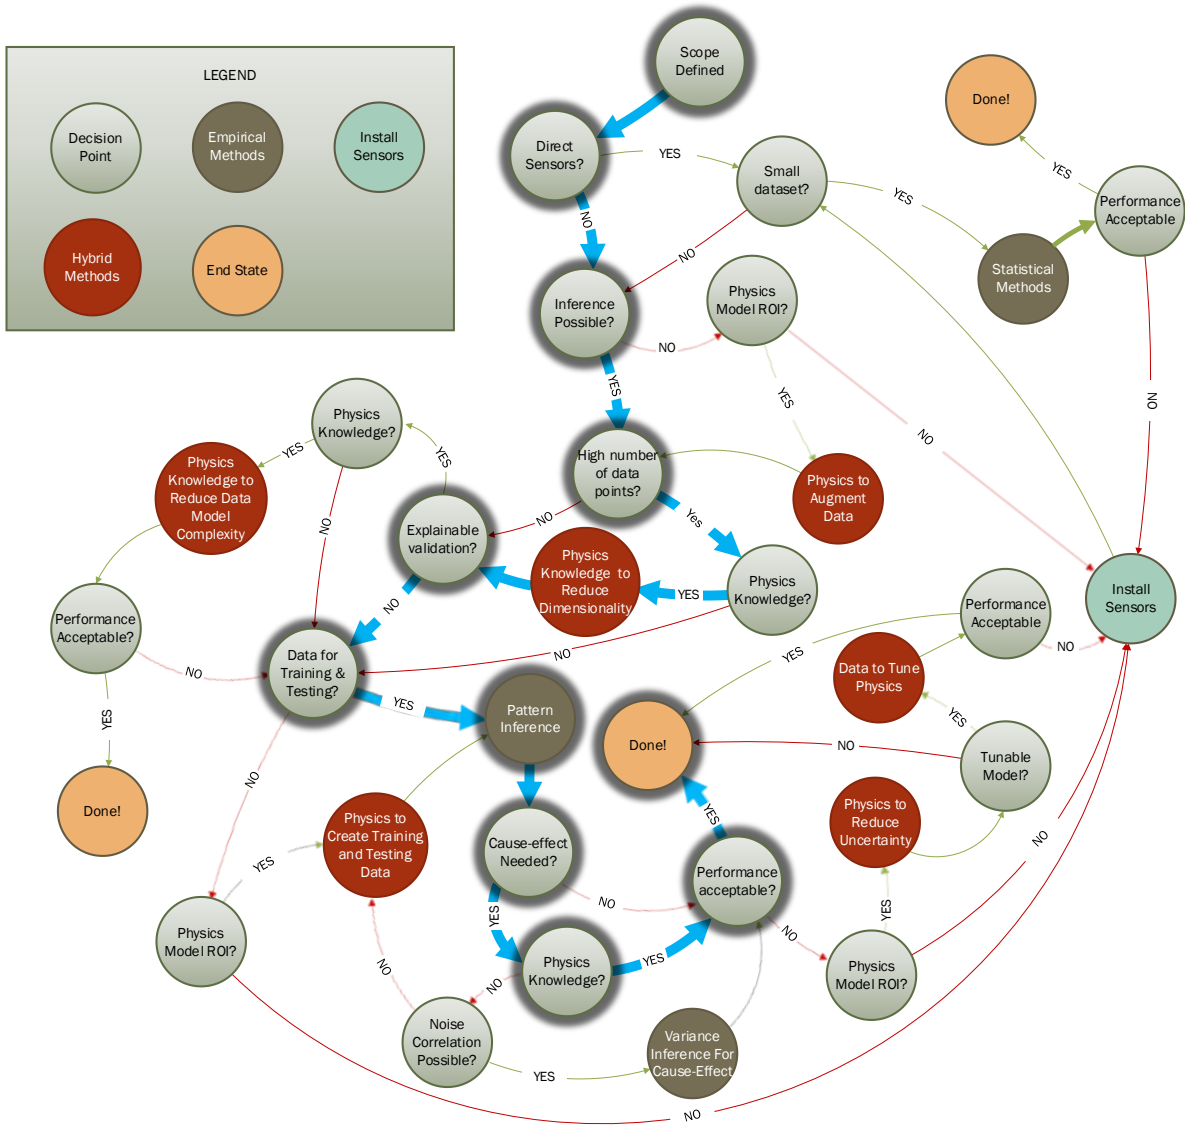 Scope
Defined
LEGEND
Decision
Point
Empirical
Methods
Install
Sensors
Hybrid
Methods
End State
Done!
Direct
Sensors?
YES
Small
dataset?
YES
YES
Performance
Acceptable
NO
NO
Statistical
Methods
Inference
Possible?
NO
Physics
Model ROI?
YES
YES
NO
NO
Physics
Knowledge?
YES
Physics
Knowledge to
Reduce Data
Model
Complexity
YES
NO
High number
of data
points?
NO
Yes
Physics to
Augment
Data
Explainable
validation?
Physics
Knowledge to
Reduce
Dimensionality
YES
Physics
Knowledge?
NO
NO
Install
Sensors
Performance
Acceptable
NO
YES
Performance
Acceptable?
NO
YES
Done!
Data for
Training &
Testing?
YES
NO
Pattern
Inference
Done!
NO
Data to Tune
Physics
YES
Tunable
Model?
Physics to
Create Training
and Testing
Data
YES
Cause-effect
Needed?
NO
YES
YES
Performance
acceptable?
Physics to
Reduce
Uncertainty
YES
NO
NO
Physics
Model ROI?
Physics
Model ROI?
Physics
Knowledge?
YES
NO
NO
Noise
Correlation
Possible?
YES
Variance
Inference For
Cause-Effect
NO